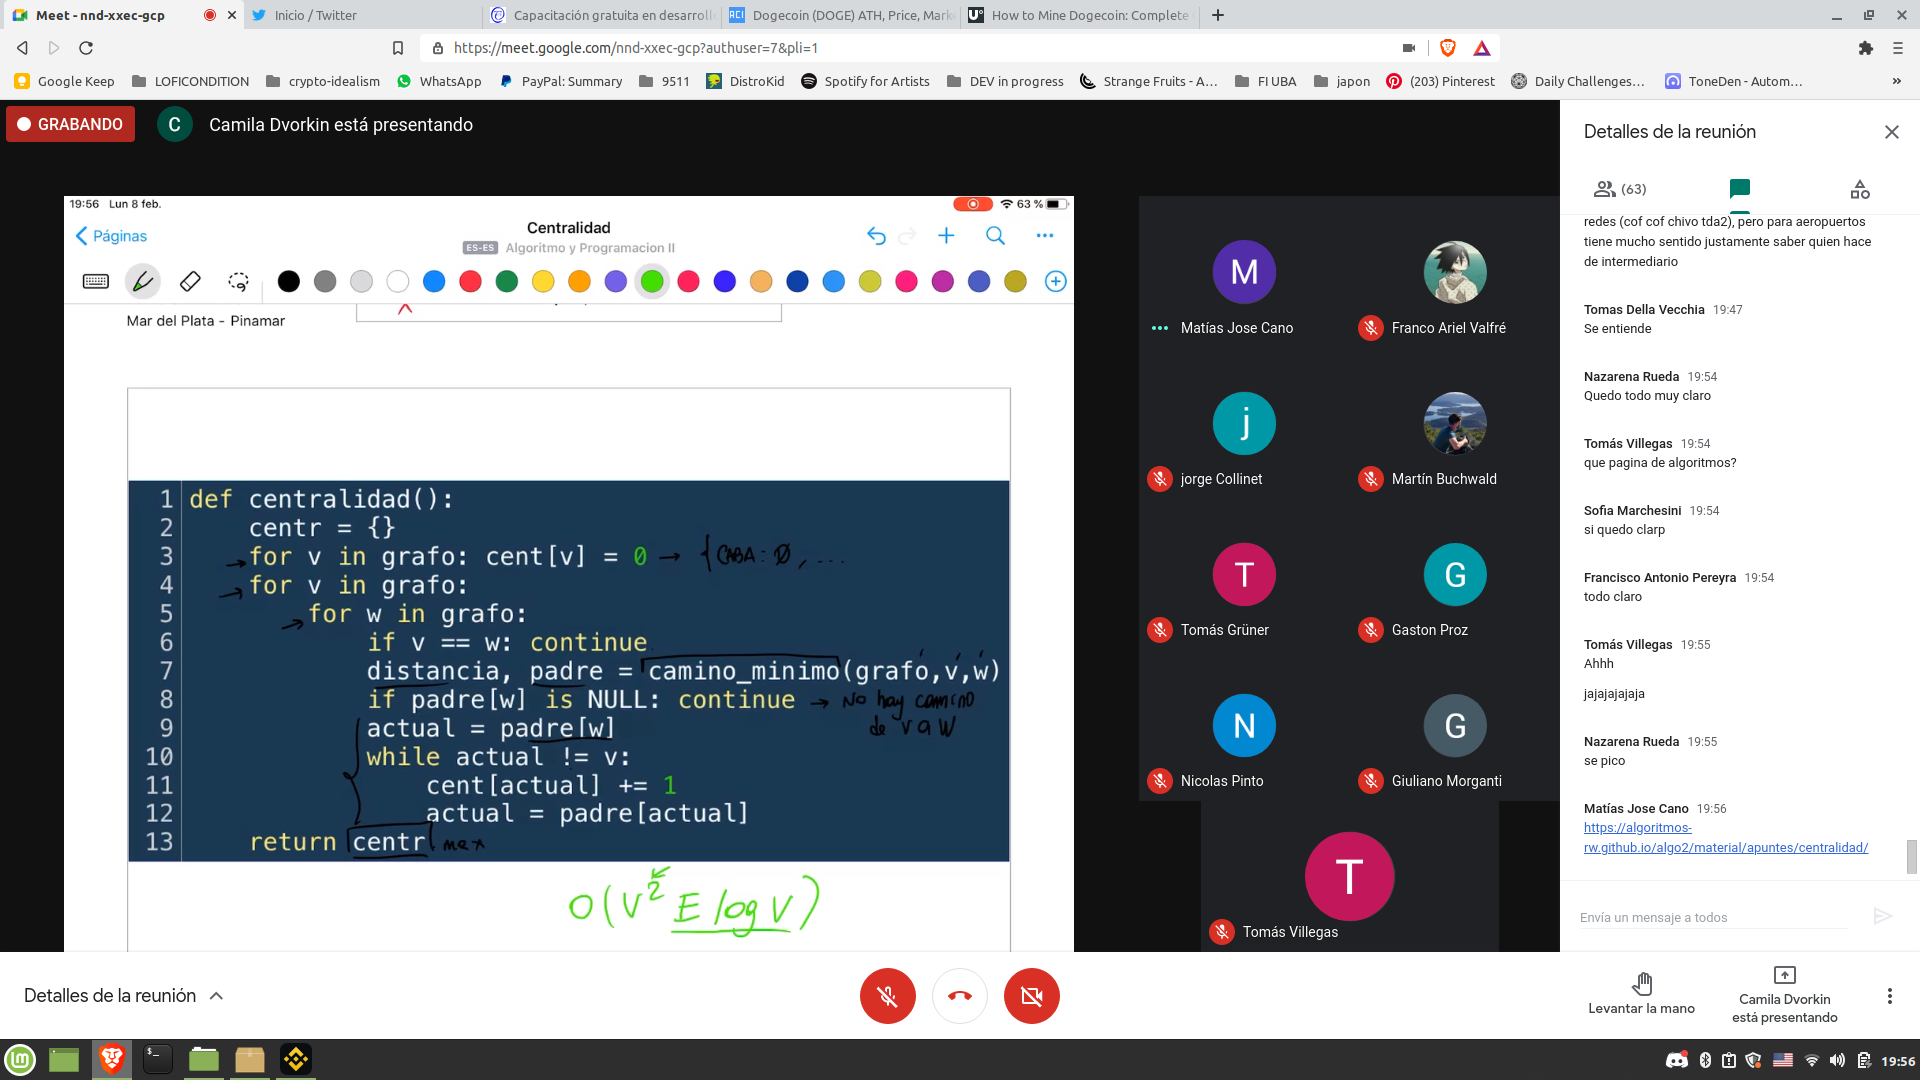 Meet - nnd-xxec-gcp
Inicio / Twitter
Capacitación gratuita en desarroll
Dogecoin (DOGE) ATH, Price, Mark
How to Mine Dogecoin: Complete
https://meet.google.com/nnd-xxec-gcp?authuser=7&pli=1
Google Keep
LOFICONDITION
crypto-idealism
WhatsApp
PayPal: Summary
9511
DistroKid
Spotify for Artists
DEV in progress
Strange Fruits - A...
FI UBA
japon
(203) Pinterest
Daily Challenges...
ToneDen - Autom...
»
GRABANDO
C
Camila Dvorkin está presentando
19:56 Lun 8 feb.
63 %
Páginas
Centralidad
ES-ES Algoritmo y Programacion II
Mar del Plata - Pinamar
1 def centralidad():
2 centr = {}
3 for v in grafo: cent[v] = 0 → {CABA: 0, ...
4 for v in grafo:
5 for w in grafo:
6 if v == w: continue
7 distancia, padre = camino_minimo(grafo,v,w)
8 if padre[w] is NULL: continue → No hay camino
de v a w
9 actual = padre[w]
10 while actual != v:
11 cent[actual] += 1
12 actual = padre[actual]
13 return centr max
O(V² E log V)
M
Matías Jose Cano
Franco Ariel Valfré
j
jorge Collinet
Martín Buchwald
T
Tomás Grüner
G
Gaston Proz
N
Nicolas Pinto
G
Giuliano Morganti
T
Tomás Villegas
Detalles de la reunión
(63)
redes (cof cof chivo tda2), pero para aeropuertos
tiene mucho sentido justamente saber quien hace
de intermediario
Tomas Della Vecchia 19:47
Se entiende
Nazarena Rueda 19:54
Quedo todo muy claro
Tomás Villegas 19:54
que pagina de algoritmos?
Sofia Marchesini 19:54
si quedo clarp
Francisco Antonio Pereyra 19:54
todo claro
Tomás Villegas 19:55
Ahhh
jajajajajaja
Nazarena Rueda 19:55
se pico
Matías Jose Cano 19:56
https://algoritmos-
rw.github.io/algo2/material/apuntes/centralidad/
Envía un mensaje a todos
Detalles de la reunión
Levantar la mano
Camila Dvorkin
está presentando
19:56